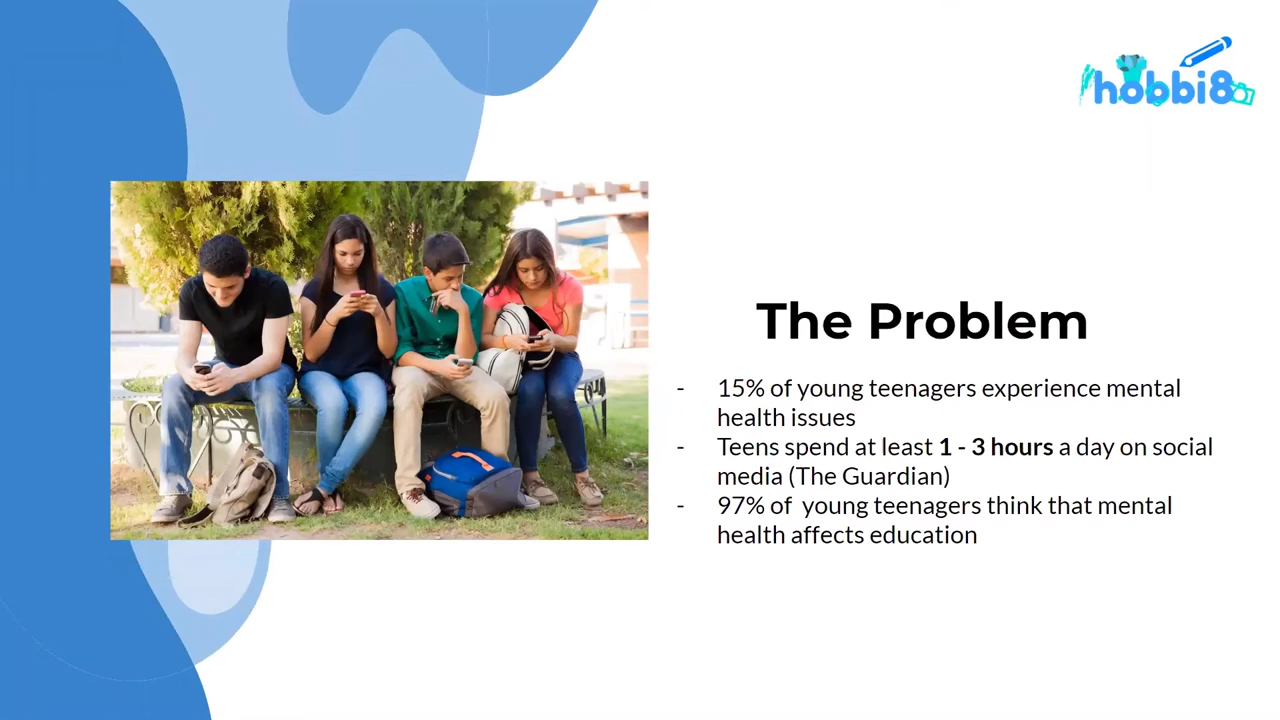 hobbi8
The Problem
- 15% of young teenagers experience mental
health issues
- Teens spend at least 1 - 3 hours a day on social
media (The Guardian)
- 97% of  young teenagers think that mental
health affects education